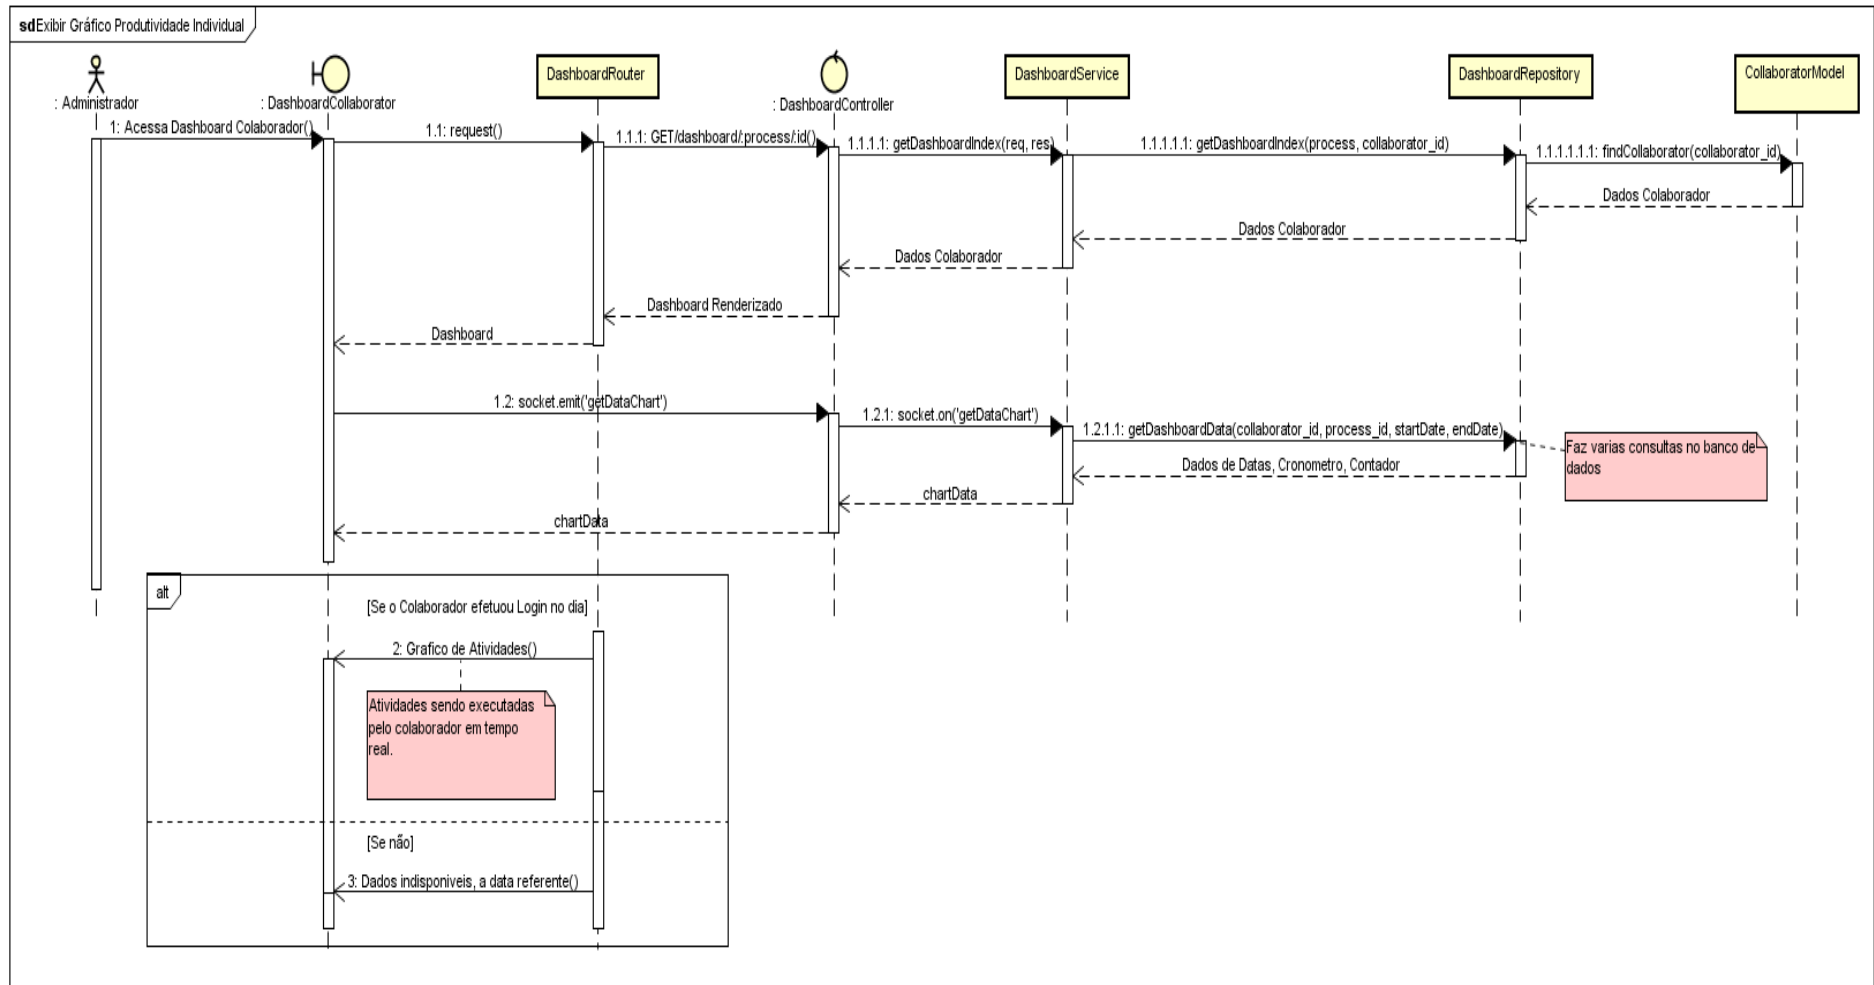 sdExibir Gráfico Produtividade Individual
: Administrador
: DashboardCollaborator
DashboardRouter
: DashboardController
DashboardService
DashboardRepository
CollaboratorModel
1: Acessa Dashboard Colaborador()
1.1: request()
1.1.1: GET/dashboard/:process/:id()
1.1.1.1: getDashboardIndex(req, res)
1.1.1.1.1: getDashboardIndex(process, collaborator_id)
1.1.1.1.1.1: findCollaborator(collaborator_id)
Dados Colaborador
Dados Colaborador
Dados Colaborador
Dashboard Renderizado
Dashboard
1.2: socket.emit('getDataChart')
1.2.1: socket.on('getDataChart')
1.2.1.1: getDashboardData(collaborator_id, process_id, startDate, endDate)
Faz varias consultas no banco de
dados
Dados de Datas, Cronometro, Contador
chartData
chartData
alt
[Se o Colaborador efetuou Login no dia]
2: Grafico de Atividades()
Atividades sendo executadas
pelo colaborador em tempo
real.
[Se não]
3: Dados indisponiveis, a data referente()